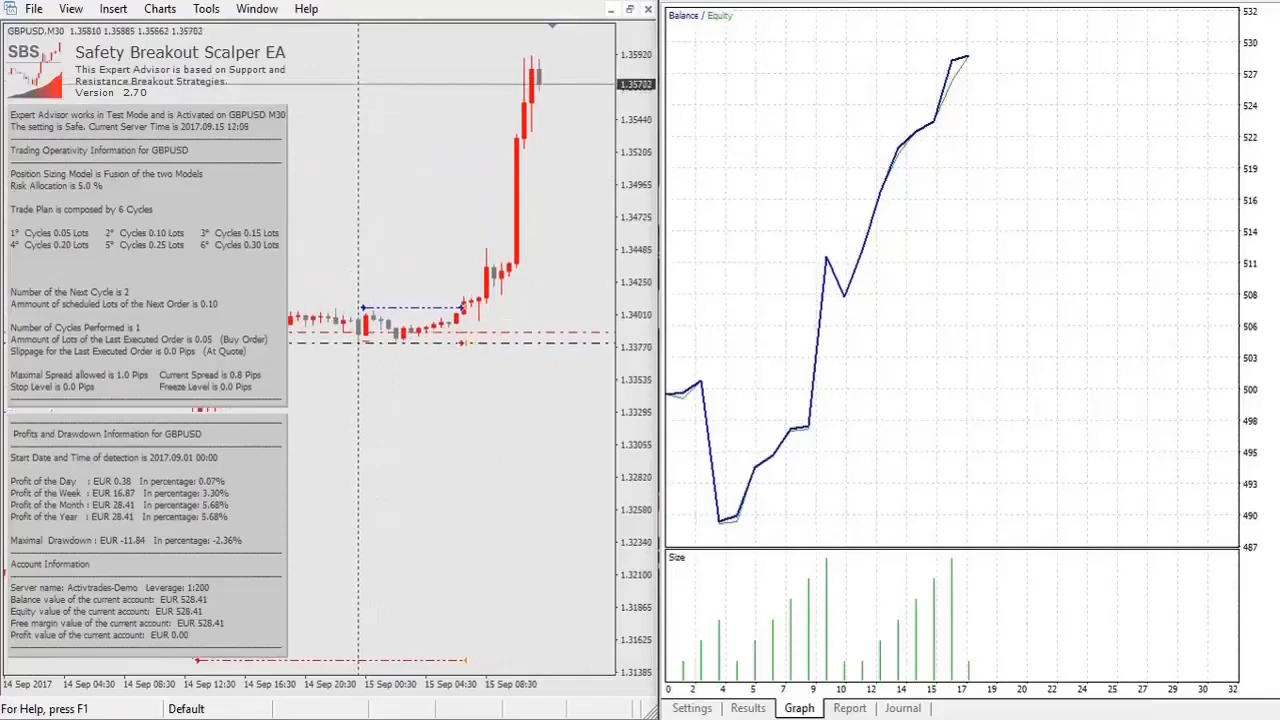 File View Insert Charts Tools Window Help
GBPUSD.M30 1.35810 1.35885 1.35662 1.35702
SBS
Safety Breakout Scalper EA
This Expert Advisor is based on Support and
Resistrance Breakout Strategies.
Version 2.70
Expert Advisor works in Test Mode and is Activated on GBPUSD M30
The setting is Safe. Current Server Time is 2017.09.15 12:05
Trading Operativity Information for GBPUSD
Position Sizing Model is Fusion of the two Models
Risk Allocation is 5.0 %
Trade Plan is composed by 6 Cycles
1° Cycles 0.05 Lots 2° Cycles 0.10 Lots 3° Cycles 0.15 Lots
4° Cycles 0.20 Lots 5° Cycles 0.25 Lots 6° Cycles 0.30 Lots
Number of the Next Cycle is 2
Ammount of scheduled Lots of the Next Order is 0.10
Number of Cycles Performed is 1
Amount of Lots of the Last Executed Order is 0.05 (Buy Order)
Slippage for the Last Executed Order is 0.0 Pips (At Quote)
Maximal Spread allowed is 1.0 Pips Current Spread is 0.8 Pips
Stop Level is 0.0 Pips Freeze Level is 0.0 Pips
Profits and Drawdown Information for GBPUSD
Start Date and Time of detection is 2017.09.01 00:00
Profit of the Day : EUR 0.38 In percentage: 0.07%
Profit of the Week : EUR 16.87 In percentage: 3.30%
Profit of the Month : EUR 28.41 In percentage: 5.68%
Profit of the Year : EUR 28.41 In percentage: 5.68%
Maximal Drawdown : EUR -11.84 In percentage: -2.36%
Account Information
Server name: Activtrades-Demo Leverage: 1:200
Balance value of the current account: EUR 528.41
Equity value of the current account: EUR 528.41
Free margin value of the current account: EUR 528.41
Profit value of the current account: EUR 0.00
1.35920
1.35702
1.35440
1.35205
1.34965
1.34725
1.34485
1.34250
1.34010
1.33770
1.33535
1.33295
1.33055
1.32820
1.32580
1.32340
1.32100
1.31865
1.31625
1.31385
14 Sep 2017 14 Sep 04:30 14 Sep 08:30 14 Sep 12:30 14 Sep 16:30 14 Sep 20:30 15 Sep 00:30 15 Sep 04:30 15 Sep 08:30
For Help, press F1 Default
Balance / Equity
532
530
527
524
522
519
516
514
511
508
506
503
500
498
495
493
490
487
Size
0 2 4 5 7 9 10 12 14 15 17 19 20 22 24 25 27 29 30 32
Settings Results Graph Report Journal